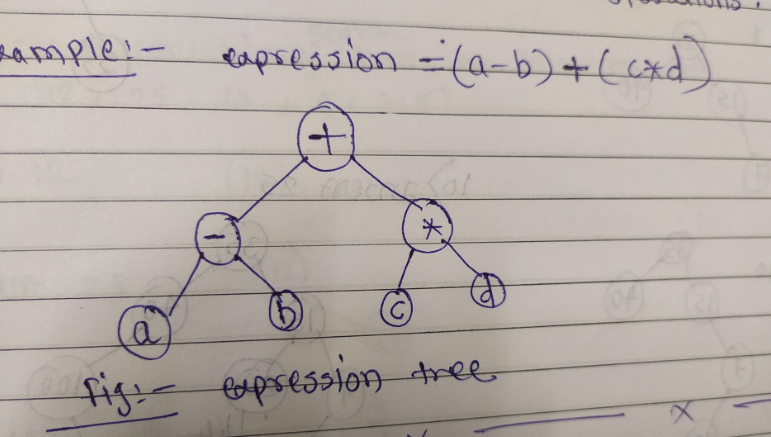 ample:- expression =(a-b)+(c*d)
+
- *
a b c d
fig:- expression tree
x